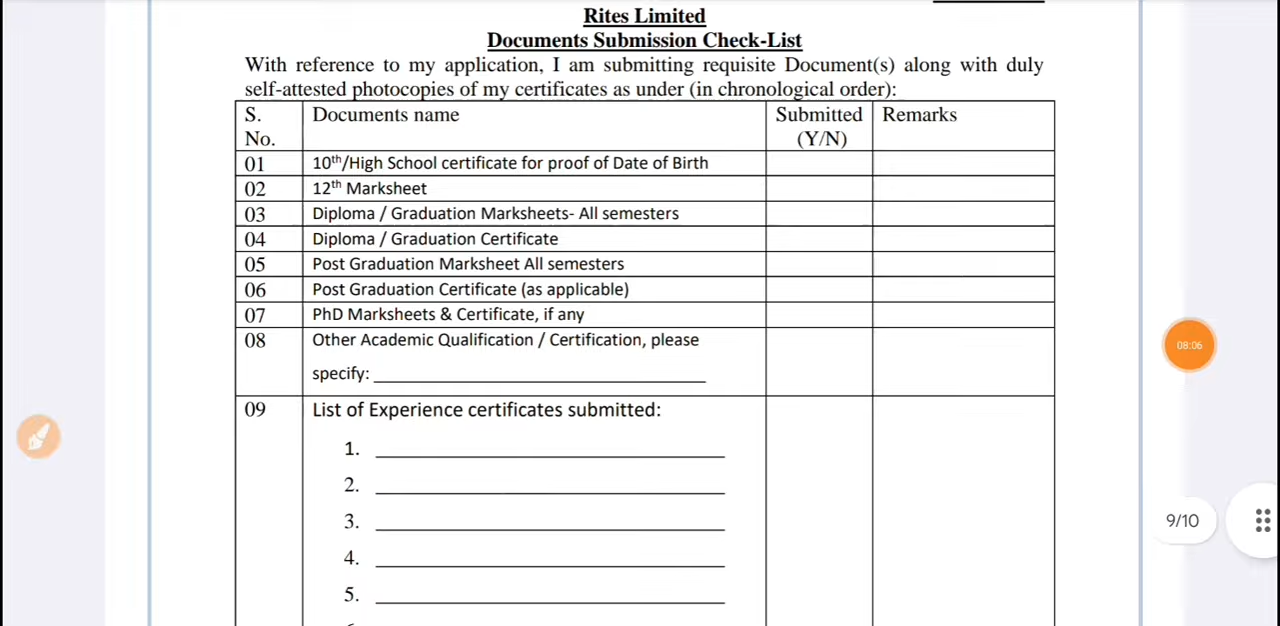 Rites Limited
Documents Submission Check-List
With reference to my application, I am submitting requisite Document(s) along with duly
self-attested photocopies of my certificates as under (in chronological order):
S. No. Documents name Submitted (Y/N) Remarks
01 10th/High School certificate for proof of Date of Birth
02 12th Marksheet
03 Diploma / Graduation Marksheets- All semesters
04 Diploma / Graduation Certificate
05 Post Graduation Marksheet All semesters
06 Post Graduation Certificate (as applicable)
07 PhD Marksheets & Certificate, if any
08 Other Academic Qualification / Certification, please
specify:
09 List of Experience certificates submitted:
1.
2.
3.
4.
5.
08:06
9/10